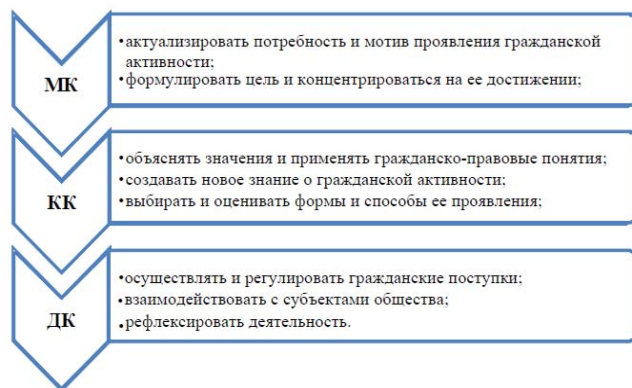 МК
•актуализировать потребность и мотив проявления гражданской
активности;
•формулировать цель и концентрироваться на ее достижении;
КК
•объяснять значения и применять гражданско-правовые понятия;
•создавать новое знание о гражданской активности;
•выбирать и оценивать формы и способы ее проявления;
ДК
•осуществлять и регулировать гражданские поступки;
•взаимодействовать с субъектами общества;
•рефлексировать деятельность.